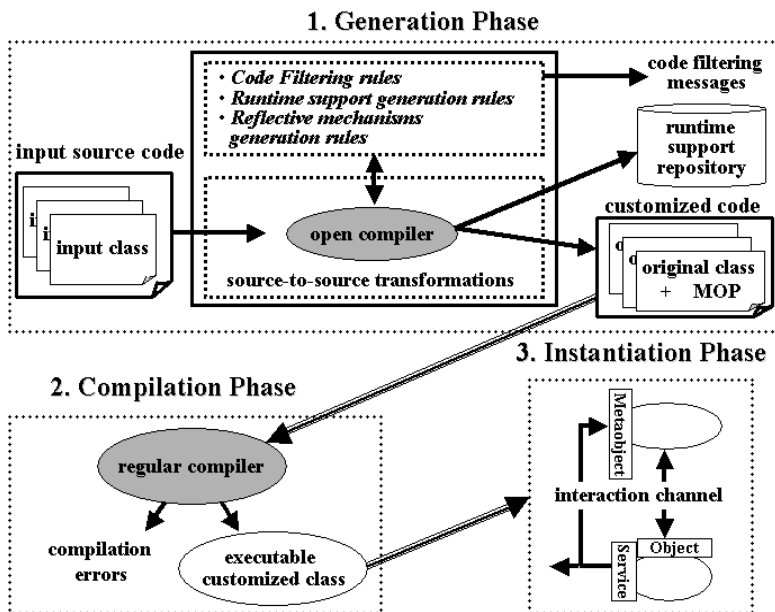 1. Generation Phase
· Code Filtering rules
· Runtime support generation rules
· Reflective mechanisms
generation rules
code filtering
messages
runtime
support
repository
input source code
i
i
input class
open compiler
source-to-source transformations
customized code
o
o
original class
+ MOP
2. Compilation Phase
regular compiler
compilation
errors
executable
customized class
3. Instantiation Phase
Metaobject
interaction channel
Object
Service